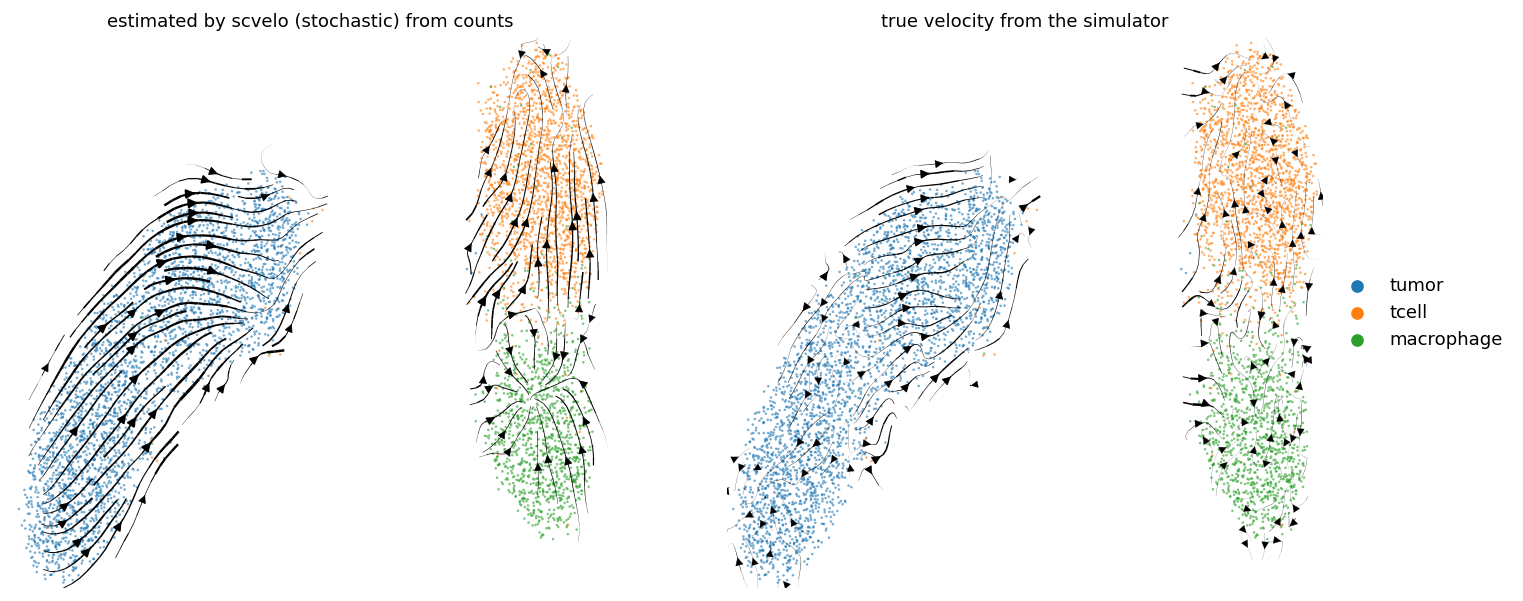 estimated by scvelo (stochastic) from counts
true velocity from the simulator
tumor
tcell
macrophage